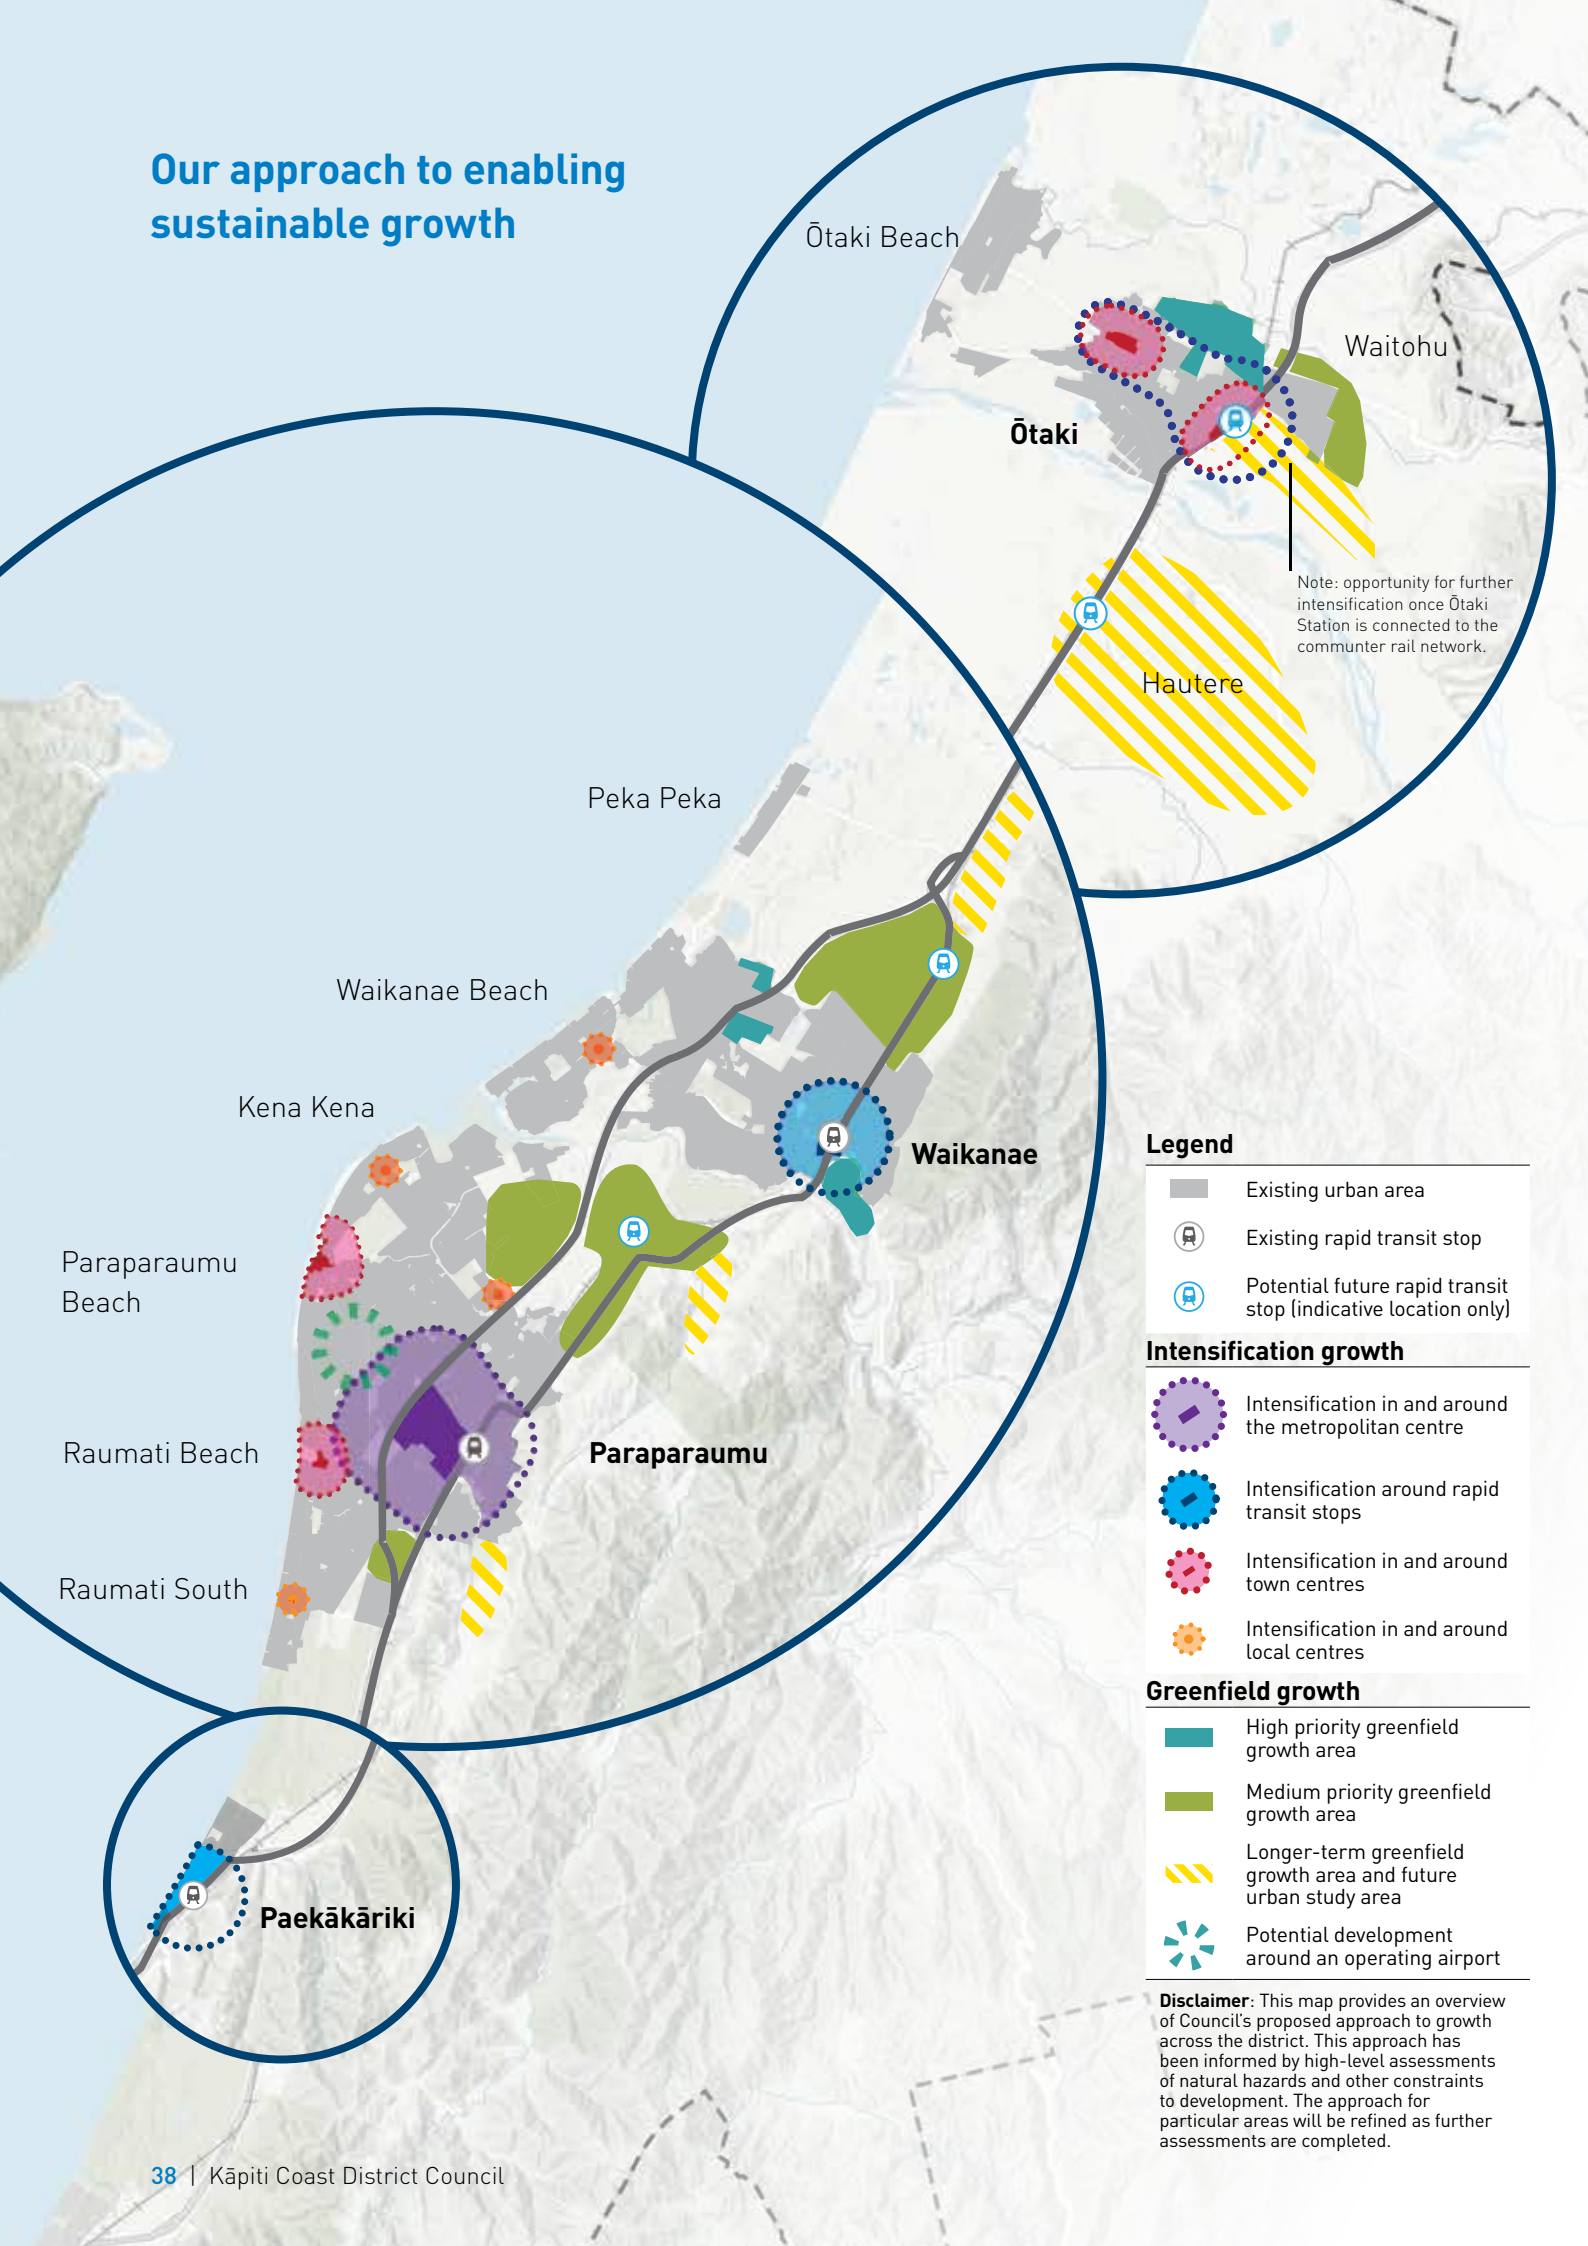 Our approach to enabling
sustainable growth
Ōtaki Beach
Waitohu
Ōtaki
Note: opportunity for further
intensification once Ōtaki
Station is connected to the
communter rail network.
Hautere
Peka Peka
Waikanae Beach
Kena Kena
Waikanae
Paraparaumu
Beach
Raumati Beach
Paraparaumu
Raumati South
Paekākāriki
Legend
Existing urban area
Existing rapid transit stop
Potential future rapid transit
stop (indicative location only)
Intensification growth
Intensification in and around
the metropolitan centre
Intensification around rapid
transit stops
Intensification in and around
town centres
Intensification in and around
local centres
Greenfield growth
High priority greenfield
growth area
Medium priority greenfield
growth area
Longer-term greenfield
growth area and future
urban study area
Potential development
around an operating airport
Disclaimer: This map provides an overview
of Council's proposed approach to growth
across the district. This approach has
been informed by high-level assessments
of natural hazards and other constraints
to development. The approach for
particular areas will be refined as further
assessments are completed.
38 | Kāpiti Coast District Council